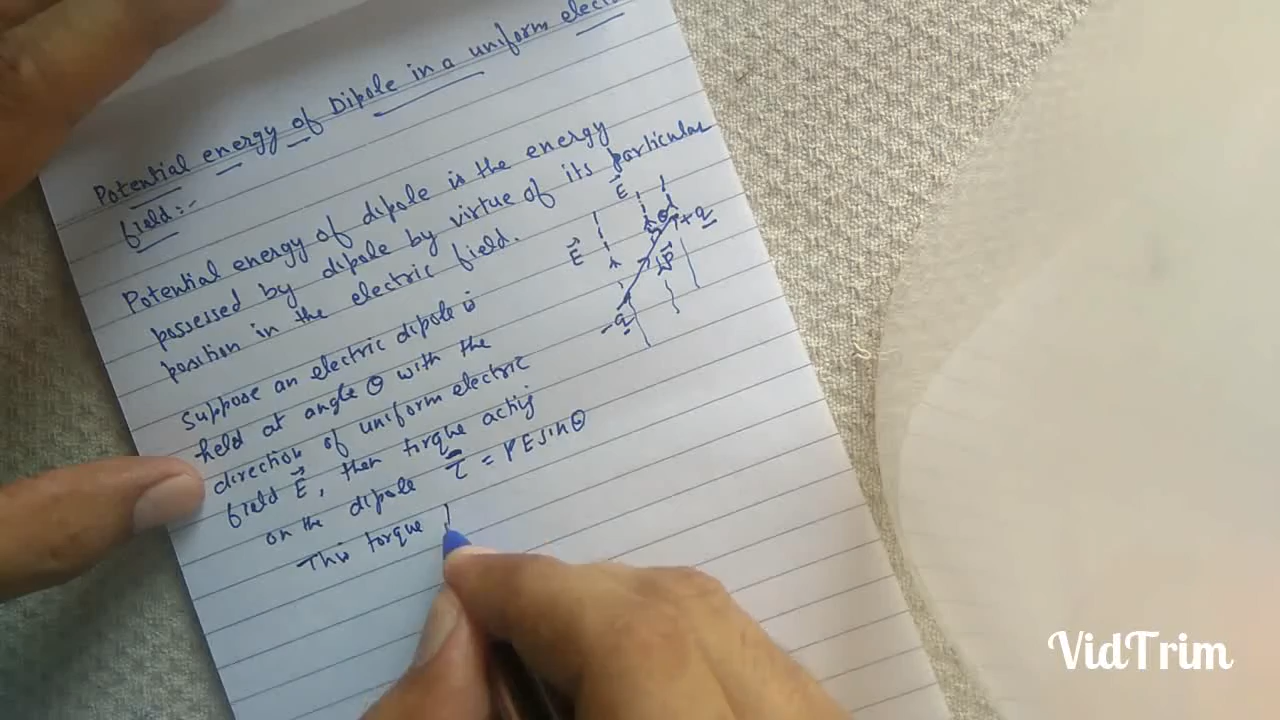 Potential energy of Dipole in a uniform elect
field:-
Potential energy of dipole is the energy
possessed by dipole by virtue of its particular
position in the electric field.
E
E
θ
+q
P
-q
Suppose an electric dipole is
held at angle θ with the
direction of uniform electric
field E, then torque acting
on the dipole τ = PE sinθ
This torque
VidTrim